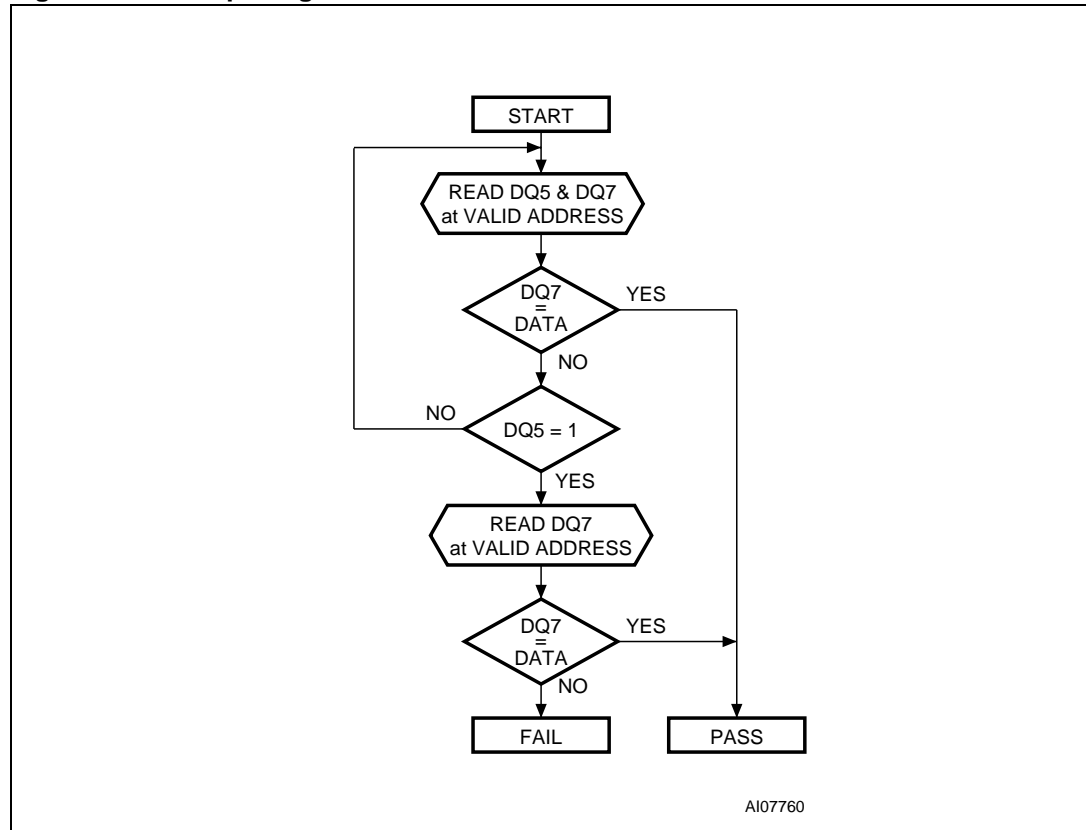 START
READ DQ5 & DQ7
at VALID ADDRESS
DQ7
=
DATA
YES
NO
NO
DQ5 = 1
YES
READ DQ7
at VALID ADDRESS
DQ7
=
DATA
YES
NO
FAIL
PASS
AI07760